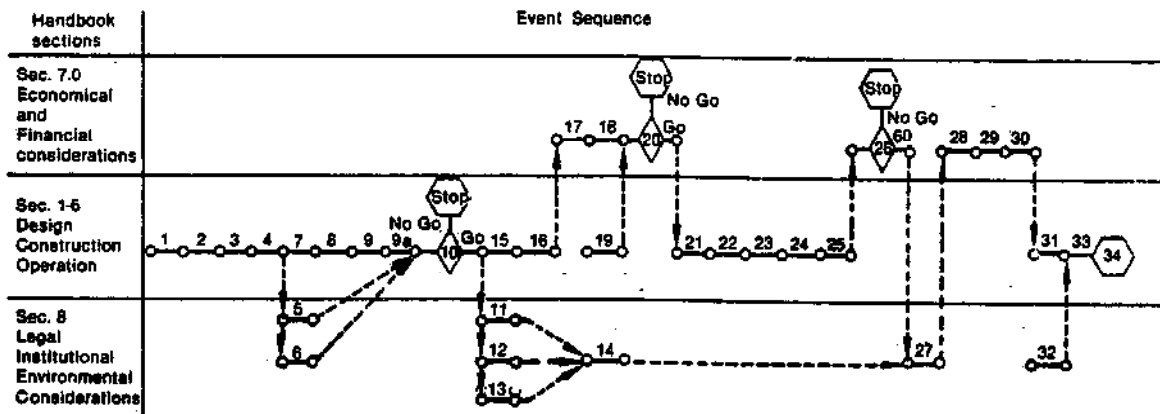 Handbook
sections
Event Sequence
Sec. 7.0
Economical
and
Financial
considerations
Stop
No Go
17 18 20 Go
Stop
No Go
26 60 28 29 30
Sec. 1-6
Design
Construction
Operation
Stop
No Go
1 2 3 4 7 8 9 9a 10 Go 15 16 19 21 22 23 24 25 31 33 34
Sec. 8
Legal
Institutional
Environmental
Considerations
5 11
6 12 14 27 32
13